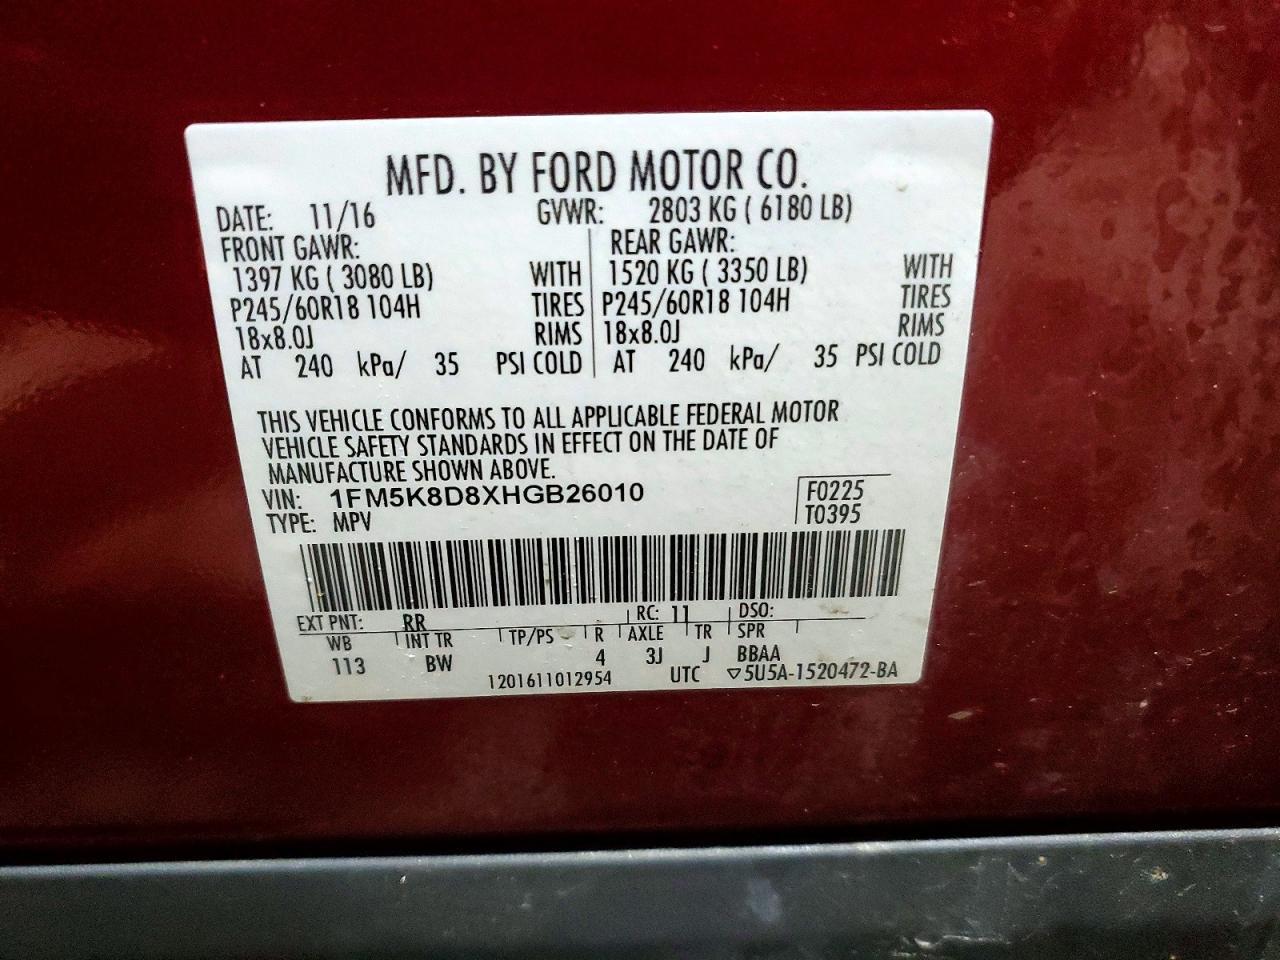 MFD. BY FORD MOTOR CO.
DATE: 11/16 GVWR: 2803 KG ( 6180 LB)
FRONT GAWR: REAR GAWR:
1397 KG ( 3080 LB) WITH 1520 KG ( 3350 LB) WITH
P245/60R18 104H TIRES P245/60R18 104H TIRES
18x8.0J RIMS 18x8.0J RIMS
AT 240 kPa/ 35 PSI COLD AT 240 kPa/ 35 PSI COLD
THIS VEHICLE CONFORMS TO ALL APPLICABLE FEDERAL MOTOR
VEHICLE SAFETY STANDARDS IN EFFECT ON THE DATE OF
MANUFACTURE SHOWN ABOVE.
VIN: 1FM5K8D8XHGB26010 F0225
TYPE: MPV T0395
EXT PNT: RR RC: 11 DSO:
WB INT TR TP/PS R AXLE TR SPR
113 BW 4 3J J BBAA
1201611012954 UTC ▽5U5A-1520472-BA